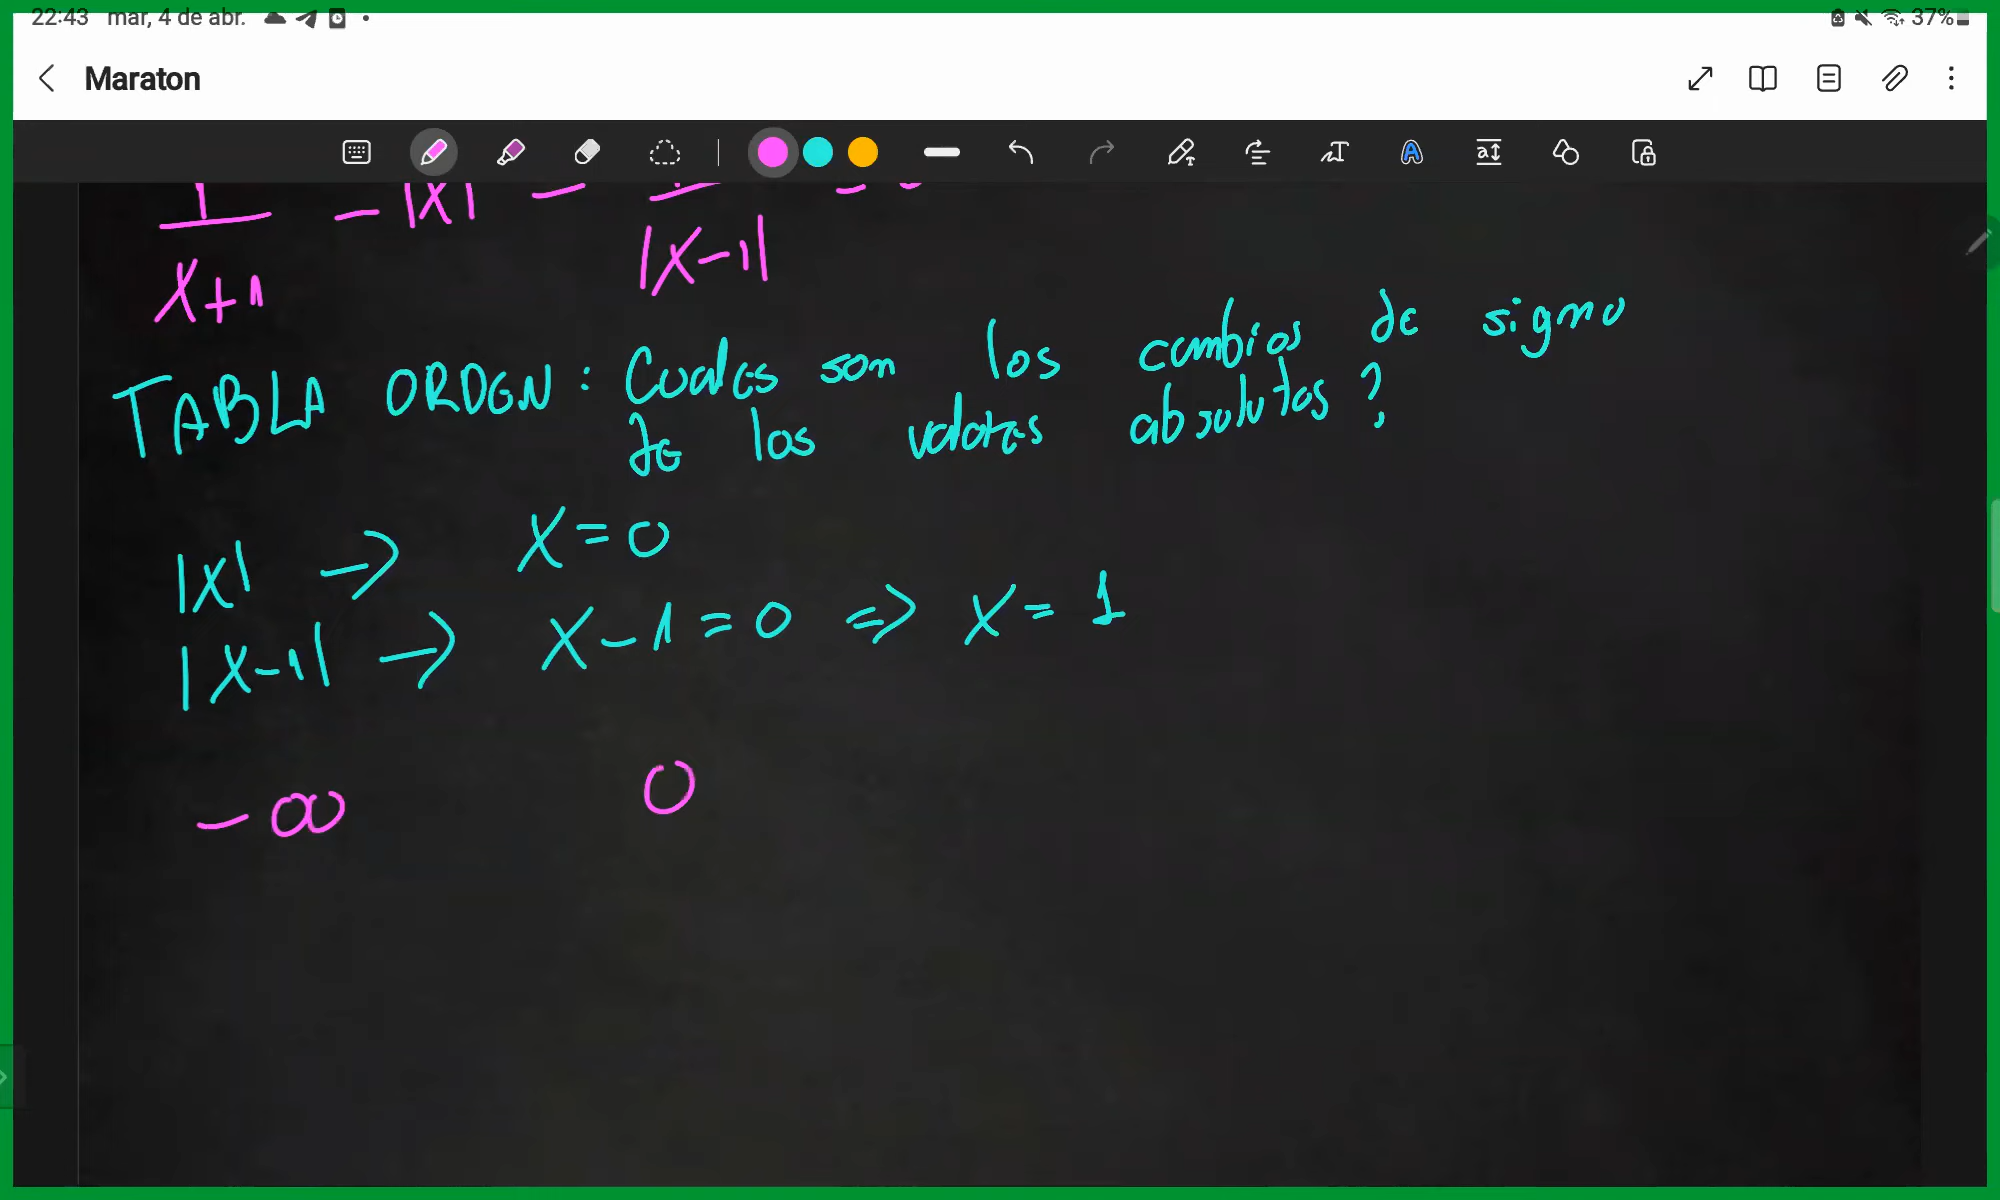 22:43 mar, 4 de abr. 37%
Maraton
1/x+1 - |x| - /|x-1|
TABLA ORDEN: Cuales son los cambios de signo
de los valores absolutos?
|x| → x = 0
|x-1| → x - 1 = 0 ⇒ x = 1
-∞ 0